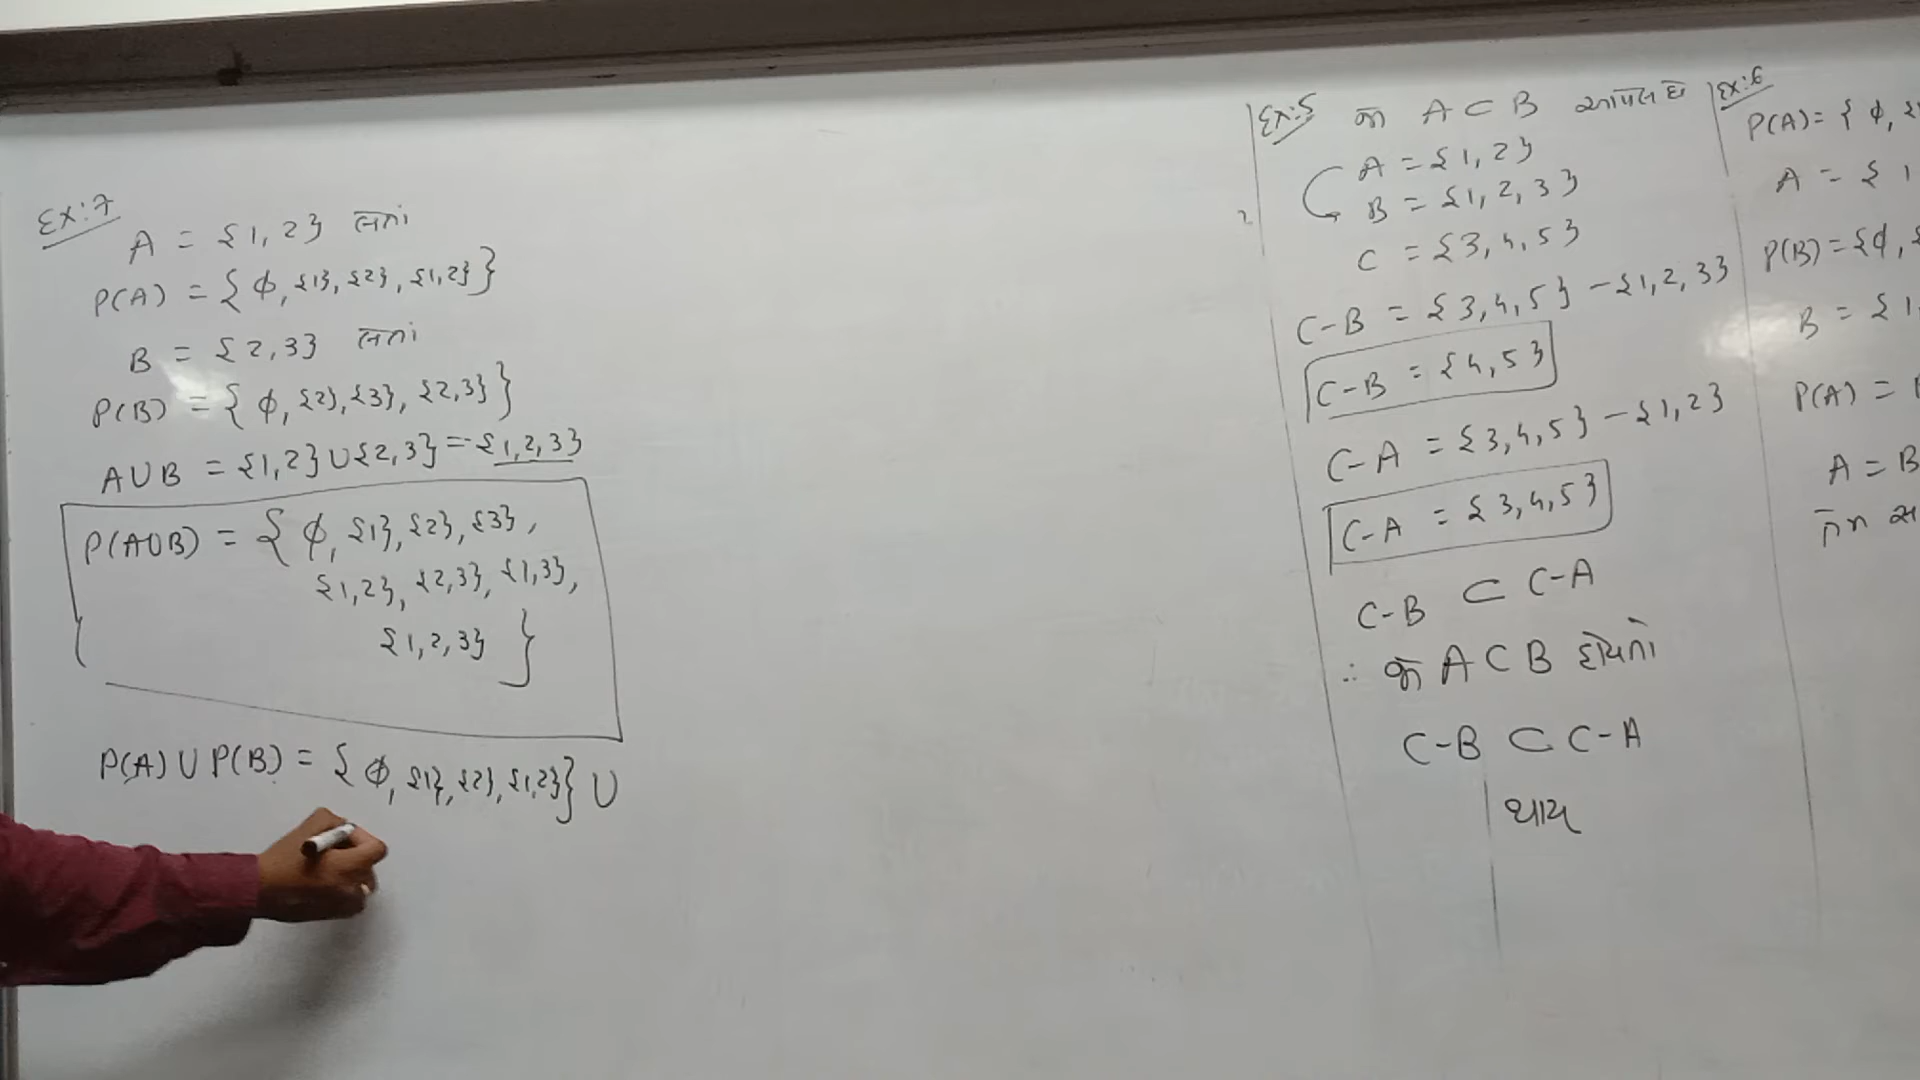 Ex:7
A = {1, 2} લતાં
P(A) = { φ, {1}, {2}, {1,2} }
B = {2,3} લતાં
P(B) = { φ, {2}, {3}, {2,3} }
A∪B = {1,2} ∪ {2,3} = {1,2,3}
P(A∪B) = { φ, {1}, {2}, {3},
{1,2}, {2,3}, {1,3},
{1,2,3} }
P(A) ∪ P(B) = { φ, {1}, {2}, {1,2} } ∪
Ex:5 જો A ⊂ B આપેલ છે
A = {1, 2}
B = {1, 2, 3}
C = {3, 4, 5}
C-B = {3, 4, 5} - {1, 2, 3}
C-B = {4, 5}
C-A = {3, 4, 5} - {1, 2}
C-A = {3, 4, 5}
C-B ⊂ C-A
∴ જો A ⊂ B હોયતો
C-B ⊂ C-A
થાય
Ex:6
P(A) = { φ, {
A = { 1
P(B) = {φ, {
B = { 1,
P(A) =
A = B